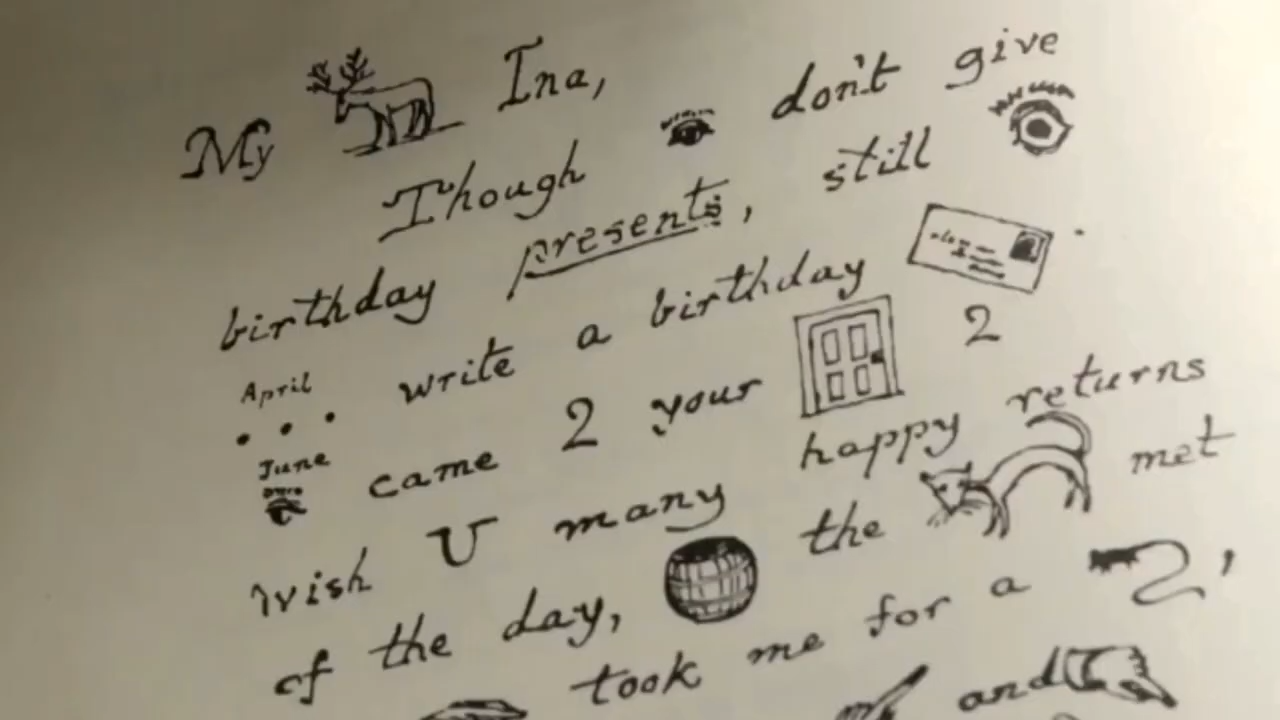 My Ina,
Though don't give
birthday presents, still
April
... write a birthday .
June
came 2 your 2
wish U many happy returns
of the day, the met
took me for a ,
and